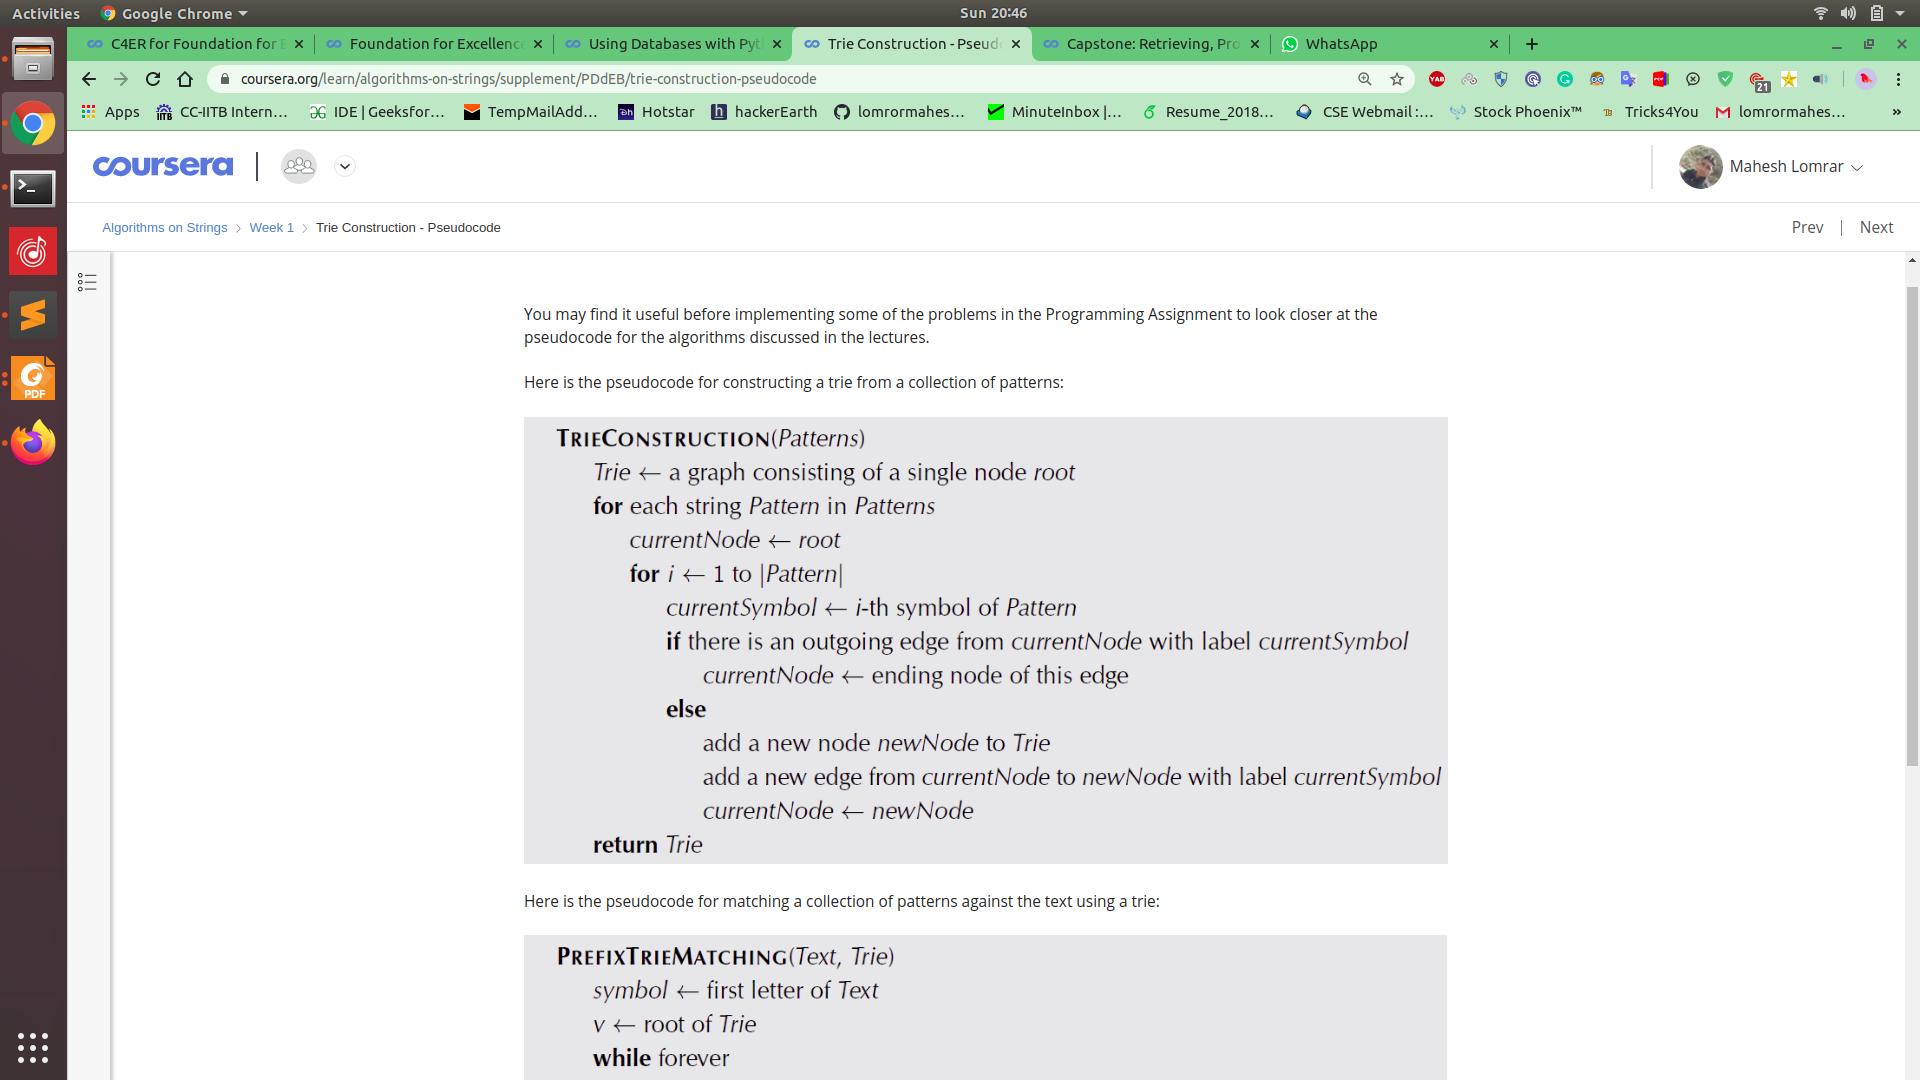 Activities Google Chrome Sun 20:46
C4ER for Foundation for Foundation for Excellence Using Databases with Pyt Trie Construction - Pseudo Capstone: Retrieving, Pro WhatsApp
coursera.org/learn/algorithms-on-strings/supplement/PDdEB/trie-construction-pseudocode
21
Apps CC-IITB Intern... IDE | Geeksfor... TempMailAdd... Hotstar hackerEarth lomrormahes... MinuteInbox |... Resume_2018... CSE Webmail :... Stock Phoenix™ Tricks4You lomrormahes... »
coursera Mahesh Lomrar
Algorithms on Strings > Week 1 > Trie Construction - Pseudocode Prev | Next
You may find it useful before implementing some of the problems in the Programming Assignment to look closer at the
pseudocode for the algorithms discussed in the lectures.
Here is the pseudocode for constructing a trie from a collection of patterns:
TRIECONSTRUCTION(Patterns)
Trie ← a graph consisting of a single node root
for each string Pattern in Patterns
currentNode ← root
for i ← 1 to |Pattern|
currentSymbol ← i-th symbol of Pattern
if there is an outgoing edge from currentNode with label currentSymbol
currentNode ← ending node of this edge
else
add a new node newNode to Trie
add a new edge from currentNode to newNode with label currentSymbol
currentNode ← newNode
return Trie
Here is the pseudocode for matching a collection of patterns against the text using a trie:
PREFIXTRIEMATCHING(Text, Trie)
symbol ← first letter of Text
v ← root of Trie
while forever
PDF